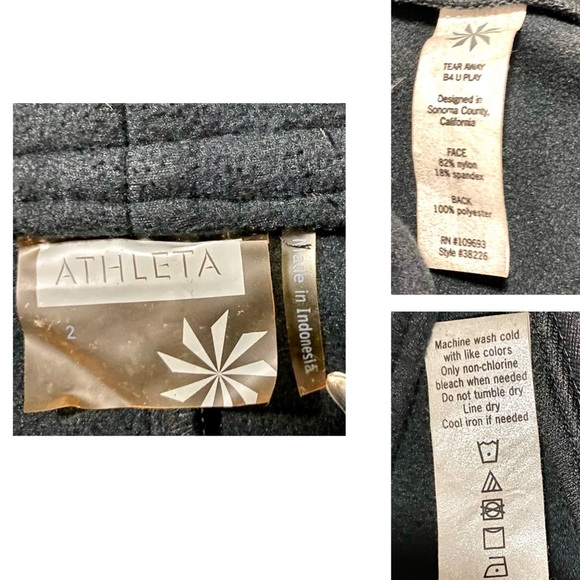 ATHLETA
2
Made in Indonesia
TEAR AWAY
B4 U PLAY
Designed in
Sonoma County,
California
FACE
82% nylon
18% spandex
BACK
100% polyester
RN #109693
Style #38226
Machine wash cold
with like colors
Only non-chlorine
bleach when needed
Do not tumble dry
Line dry
Cool iron if needed